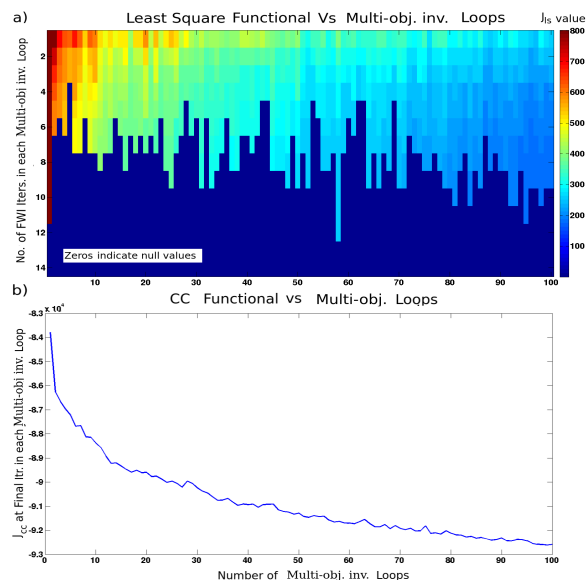 a)
Least Square Functional Vs Multi-obj. inv. Loops
J_ls value
No. of FWI Iters. in each Multi-obj inv. Loop
2
4
6
8
10
12
14
Zeros indicate null values
10 20 30 40 50 60 70 80 90 100
800
700
600
500
400
300
200
100
b)
CC Functional vs Multi-obj. Loops
x 10⁴
J_CC at Final Itr. in each Multi-obj inv. Loop
-8.3
-8.4
-8.5
-8.6
-8.7
-8.8
-8.9
-9
-9.1
-9.2
-9.3
0 10 20 30 40 50 60 70 80 90 100
Number of Multi-obj. inv. Loops